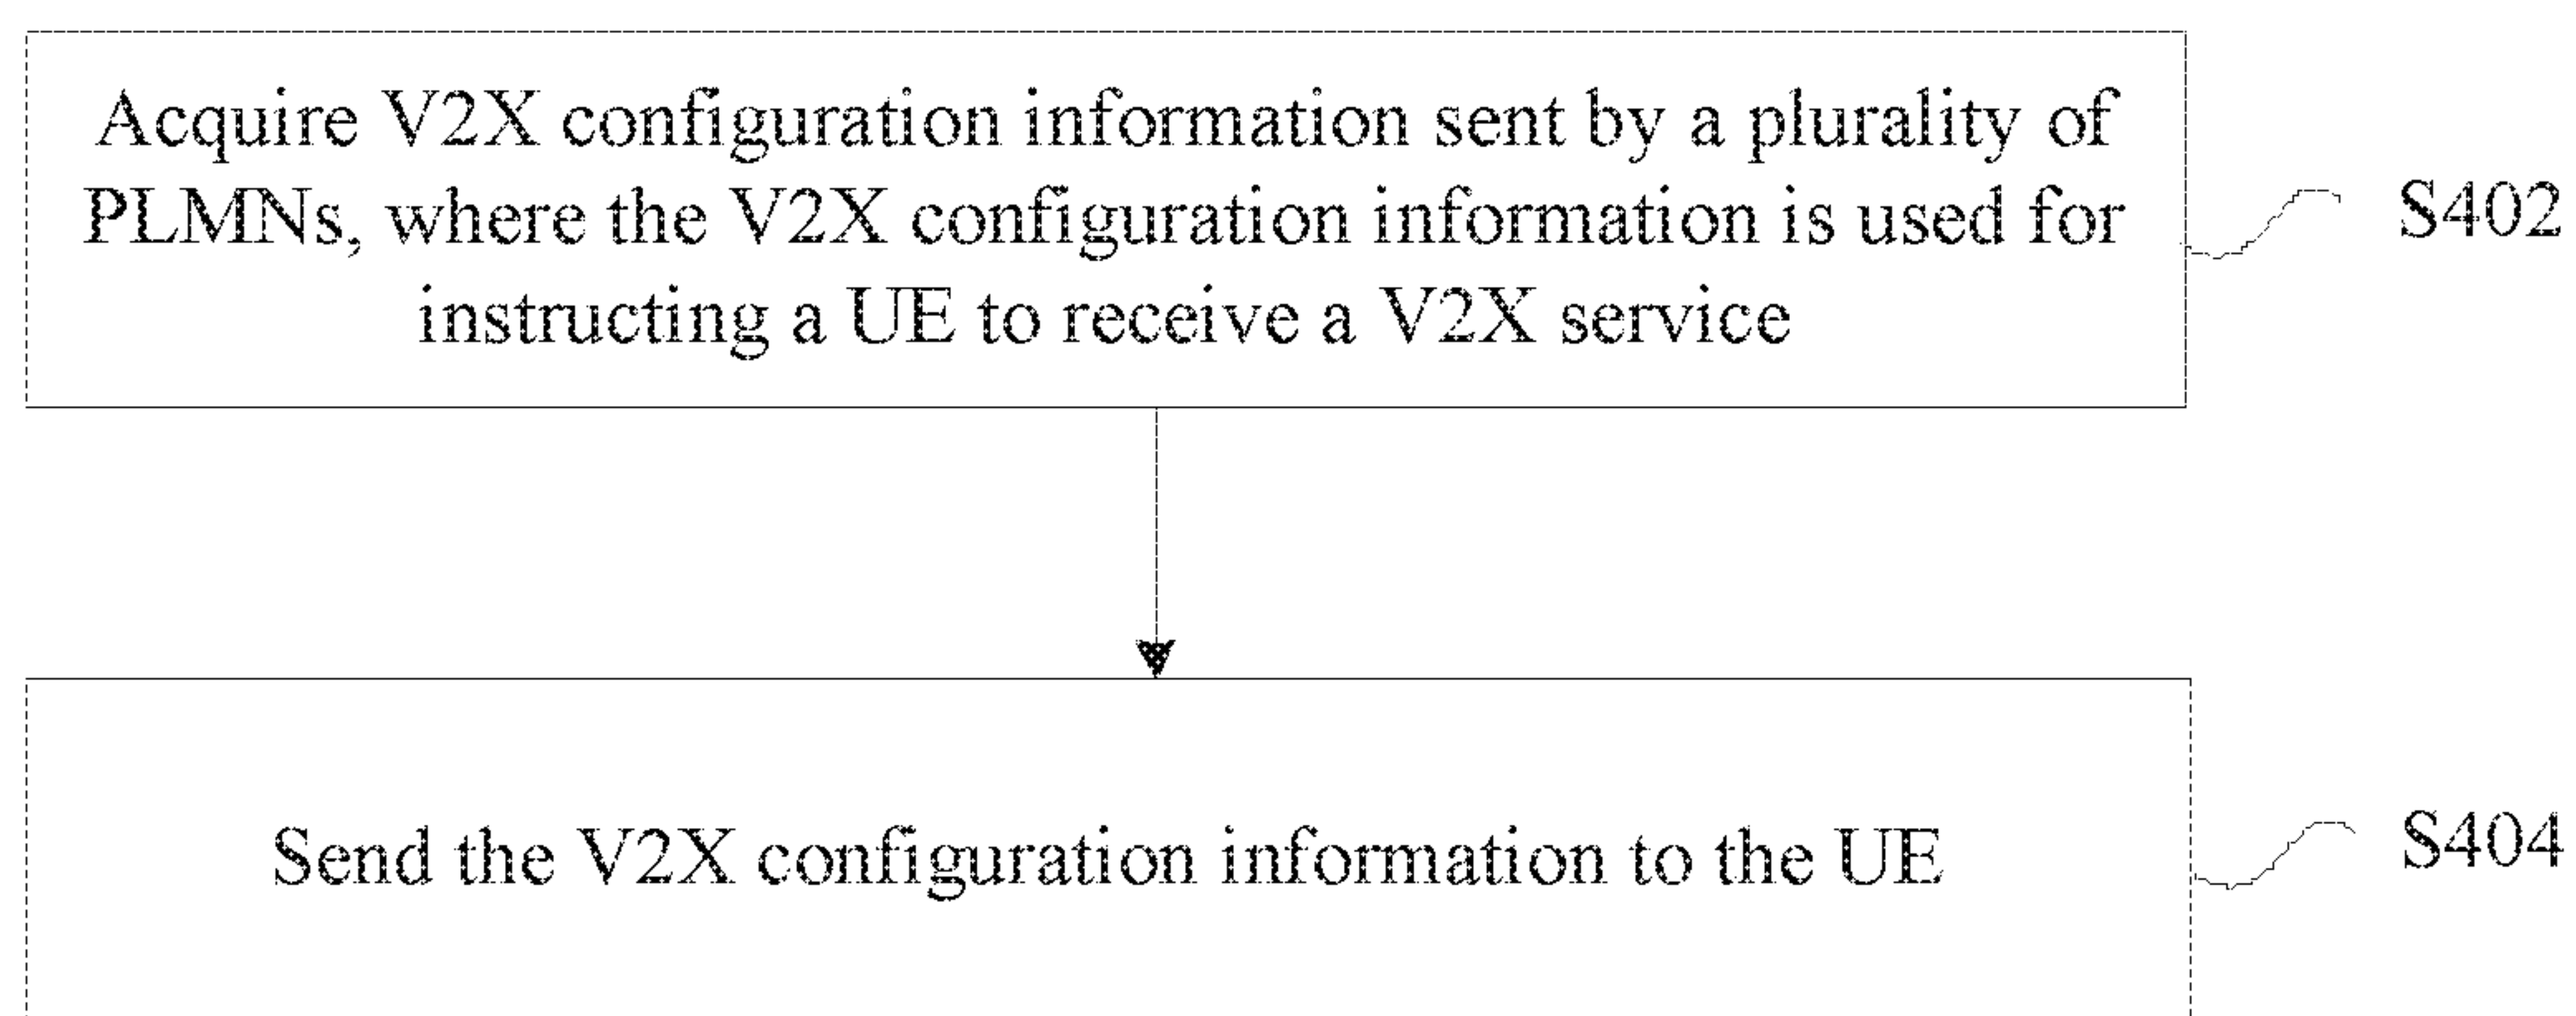 Acquire V2X configuration information sent by a plurality of
PLMNs, where the V2X configuration information is used for
instructing a UE to receive a V2X service
S402
Send the V2X configuration information to the UE
S404